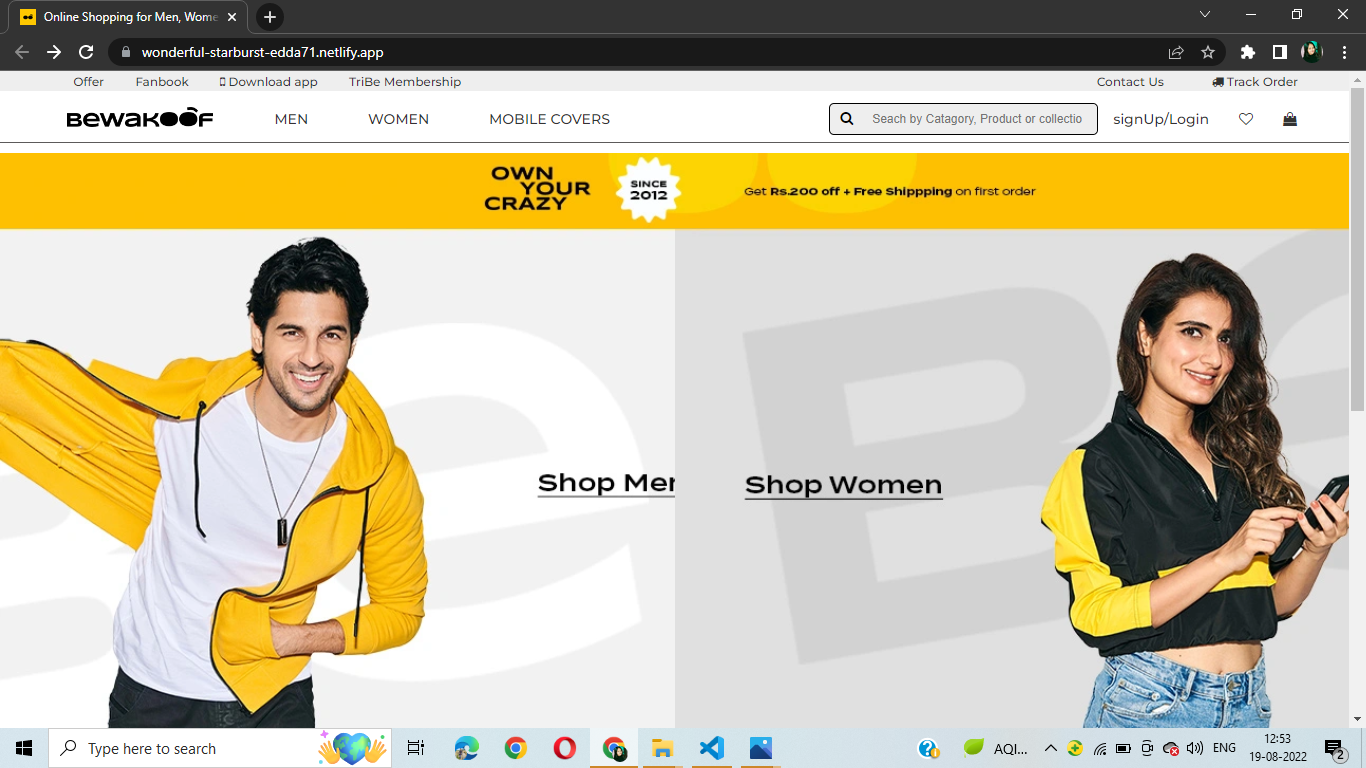 Online Shopping for Men, Wome
wonderful-starburst-edda71.netlify.app
Offer Fanbook Download app TriBe Membership Contact Us Track Order
BEWAKOOF MEN WOMEN MOBILE COVERS Seach by Catagory, Product or collectio signUp/Login
OWN
YOUR
CRAZY
SINCE
2012
Get Rs.200 off + Free Shippping on first order
Shop Men
Shop Women
Type here to search
AQI...
ENG
12:53
19-08-2022
2